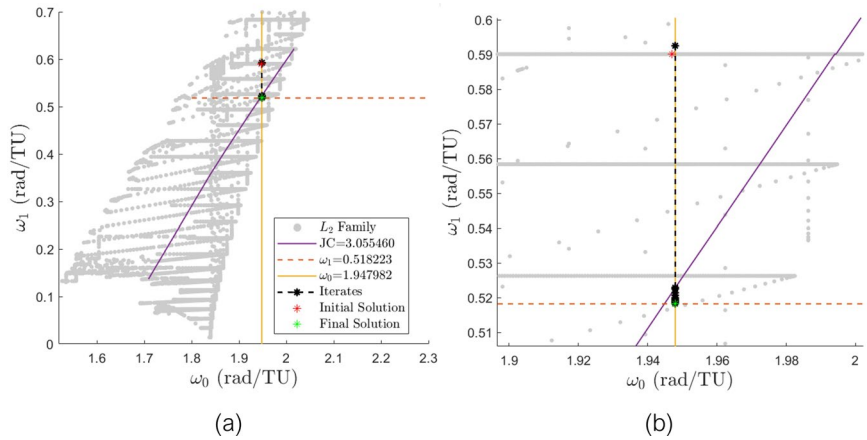 0.7
0.6
0.5
0.4
0.3
0.2
0.1
0
ω₁ (rad/TU)
1.6 1.7 1.8 1.9 2 2.1 2.2 2.3
ω₀ (rad/TU)
L₂ Family
JC=3.055460
ω₁=0.518223
ω₀=1.947982
Iterates
Initial Solution
Final Solution
(a)
0.6
0.59
0.58
0.57
0.56
0.55
0.54
0.53
0.52
0.51
ω₁ (rad/TU)
1.9 1.92 1.94 1.96 1.98 2
ω₀ (rad/TU)
(b)